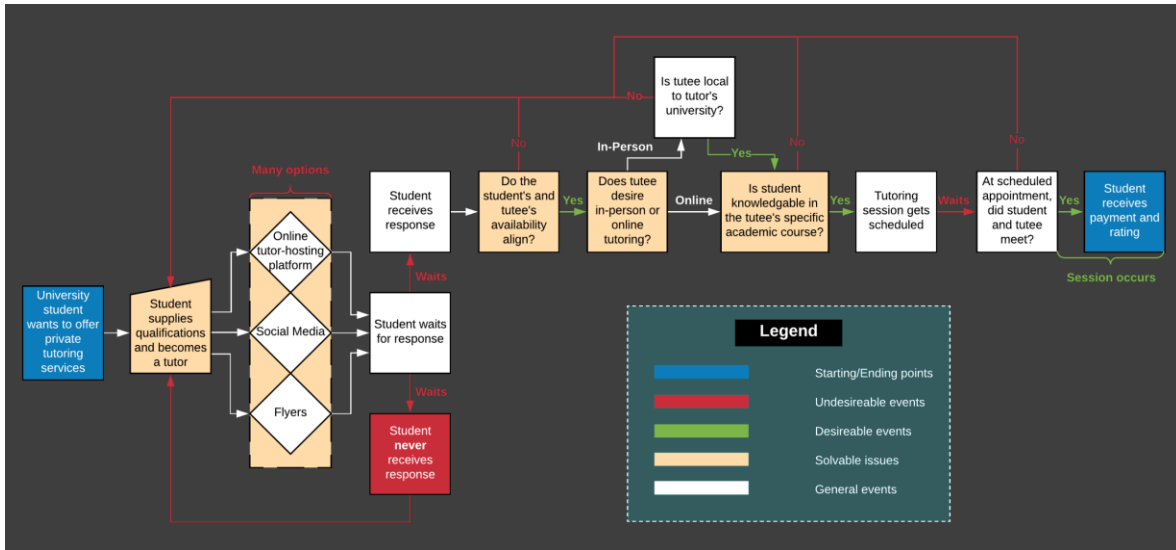 University
student
wants to offer
private
tutoring
services
Student
supplies
qualifications
and becomes
a tutor
Many options
Online
tutor-hosting
platform
Social Media
Flyers
Student
receives
response
Waits
Student waits
for response
Waits
Student
never
receives
response
Do the
student's and
tutee's
availability
align?
No
Yes
Does tutee
desire
in-person or
online
tutoring?
In-Person
Online
Is tutee local
to tutor's
university?
No
Yes
Is student
knowledgable in
the tutee's specific
academic course?
No
Yes
Tutoring
session gets
scheduled
Waits
At scheduled
appointment,
did student
and tutee
meet?
No
Yes
Student
receives
payment and
rating
Session occurs
Legend
Starting/Ending points
Undesireable events
Desireable events
Solvable issues
General events